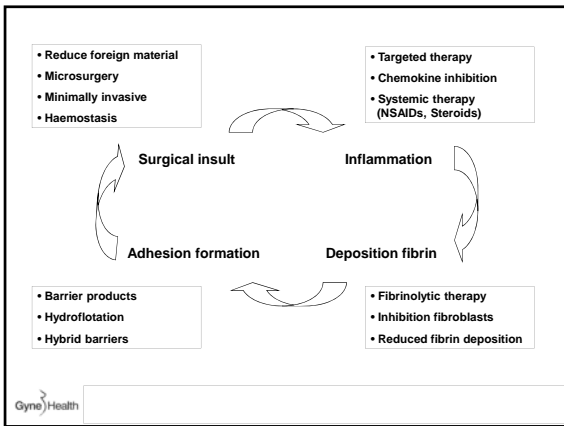 • Reduce foreign material
• Microsurgery
• Minimally invasive
• Haemostasis
• Targeted therapy
• Chemokine inhibition
• Systemic therapy
(NSAIDs, Steroids)
Surgical insult
Inflammation
Adhesion formation
Deposition fibrin
• Barrier products
• Hydroflotation
• Hybrid barriers
• Fibrinolytic therapy
• Inhibition fibroblasts
• Reduced fibrin deposition
Gyne Health